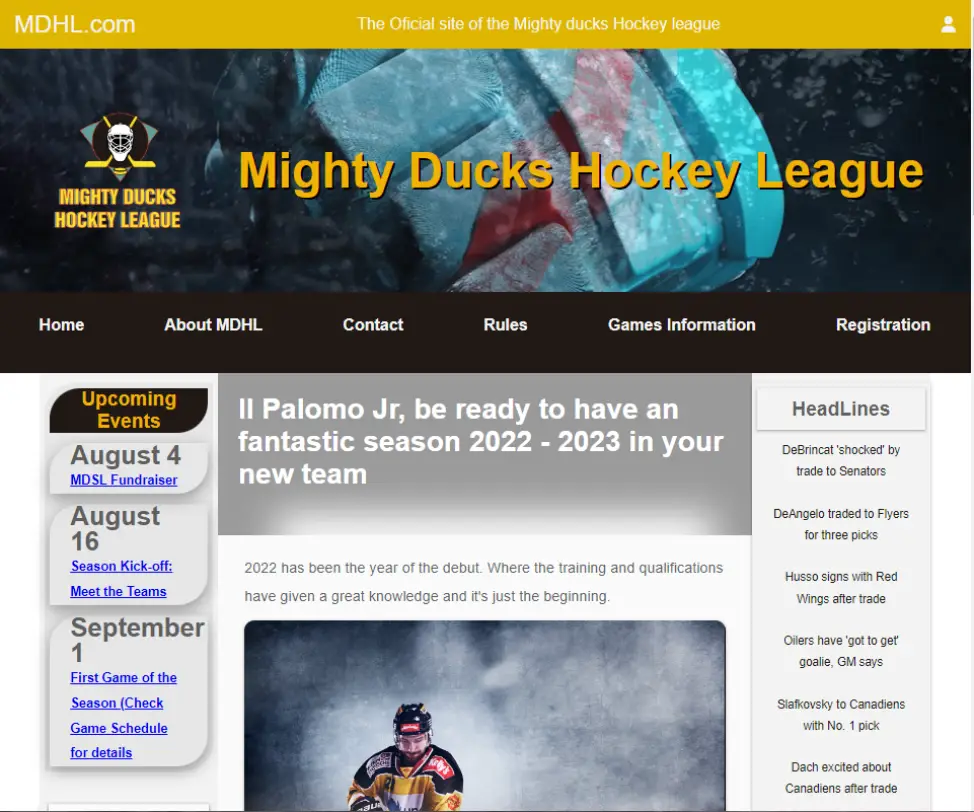 MDHL.com
The Oficial site of the Mighty ducks Hockey league
MIGHTY DUCKS
HOCKEY LEAGUE
Mighty Ducks Hockey League
Home
About MDHL
Contact
Rules
Games Information
Registration
Upcoming
Events
August 4
MDSL Fundraiser
August
16
Season Kick-off:
Meet the Teams
September
1
First Game of the
Season (Check
Game Schedule
for details
Il Palomo Jr, be ready to have an
fantastic season 2022 - 2023 in your
new team
2022 has been the year of the debut. Where the training and qualifications
have given a great knowledge and it's just the beginning.
HeadLines
DeBrincat 'shocked' by
trade to Senators
DeAngelo traded to Flyers
for three picks
Husso signs with Red
Wings after trade
Oilers have 'got to get'
goalie, GM says
Slafkovsky to Canadiens
with No. 1 pick
Dach excited about
Canadiens after trade